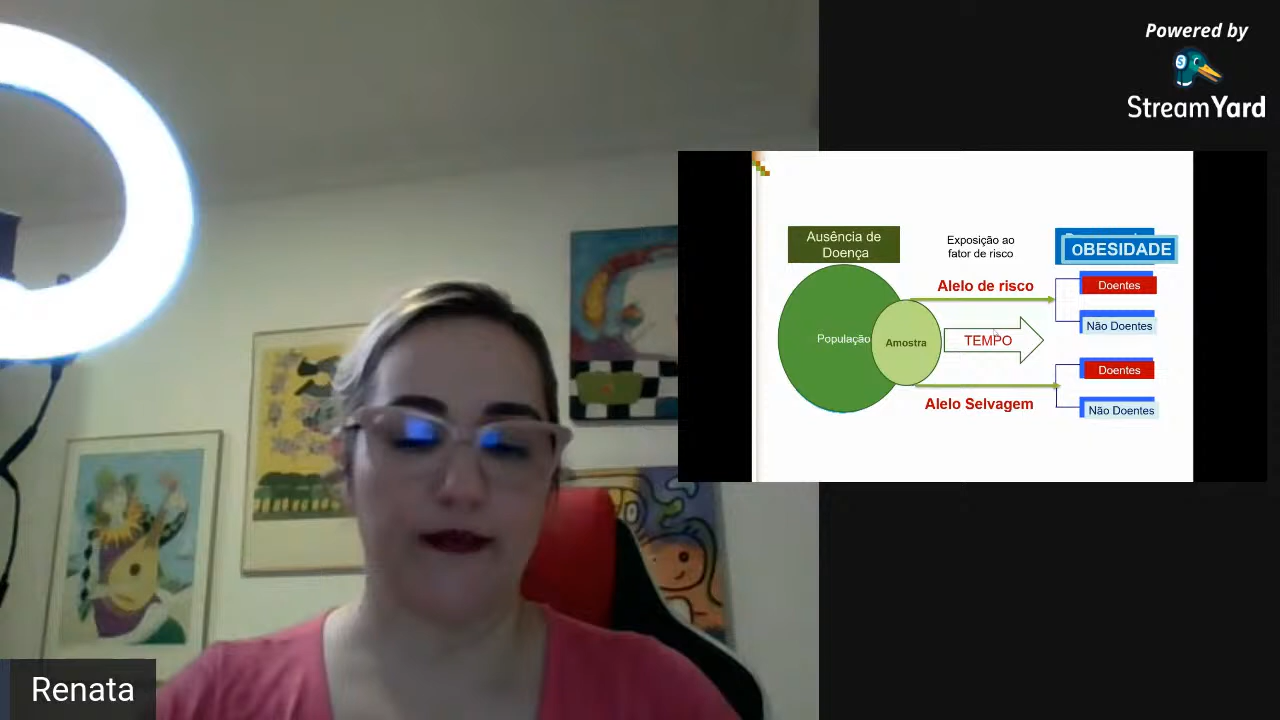 Powered by
StreamYard
Ausência de
Doença
Exposição ao
fator de risco
OBESIDADE
Alelo de risco
Doentes
Não Doentes
População
Amostra
TEMPO
Doentes
Alelo Selvagem
Não Doentes
Renata